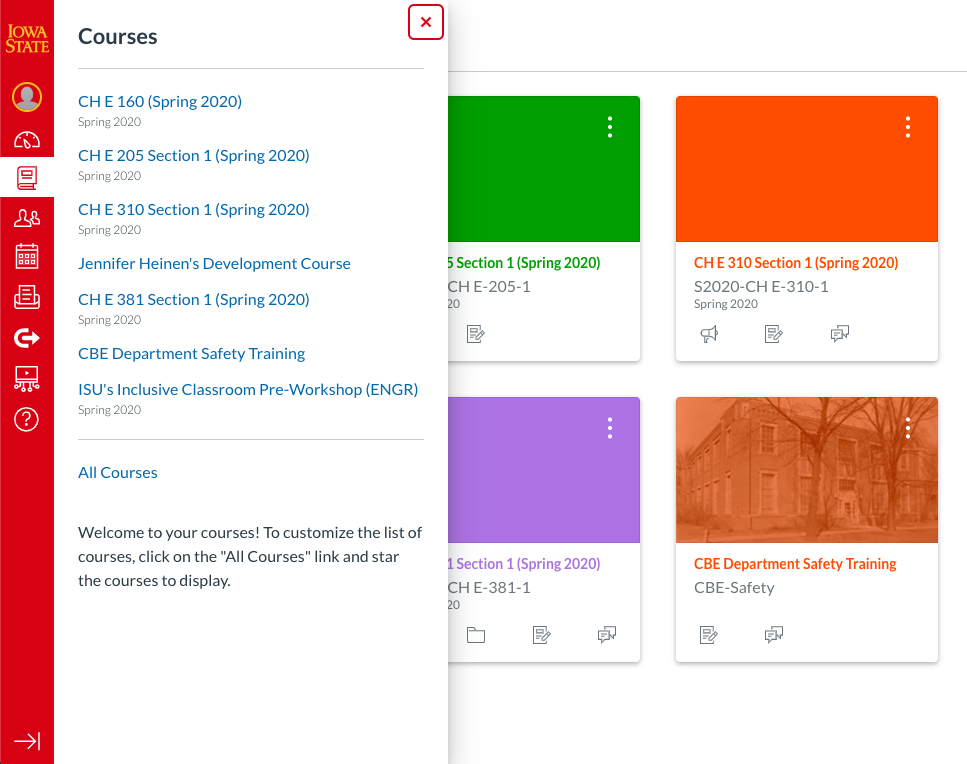 IOWA
STATE
Courses
CH E 160 (Spring 2020)
Spring 2020
CH E 205 Section 1 (Spring 2020)
Spring 2020
CH E 310 Section 1 (Spring 2020)
Spring 2020
Jennifer Heinen's Development Course
CH E 381 Section 1 (Spring 2020)
Spring 2020
CBE Department Safety Training
ISU's Inclusive Classroom Pre-Workshop (ENGR)
Spring 2020
All Courses
Welcome to your courses! To customize the list of
courses, click on the "All Courses" link and star
the courses to display.
5 Section 1 (Spring 2020)
CH E-205-1
20
CH E 310 Section 1 (Spring 2020)
S2020-CH E-310-1
Spring 2020
1 Section 1 (Spring 2020)
CH E-381-1
20
CBE Department Safety Training
CBE-Safety